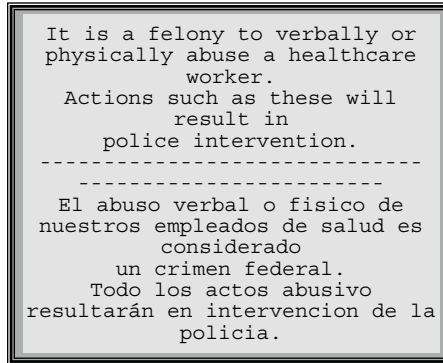 It is a felony to verbally or
physically abuse a healthcare
worker.
Actions such as these will
result in
police intervention.
------------------------------
------------------------
El abuso verbal o fisico de
nuestros empleados de salud es
considerado
un crimen federal.
Todo los actos abusivo
resultarán en intervencion de la
policia.